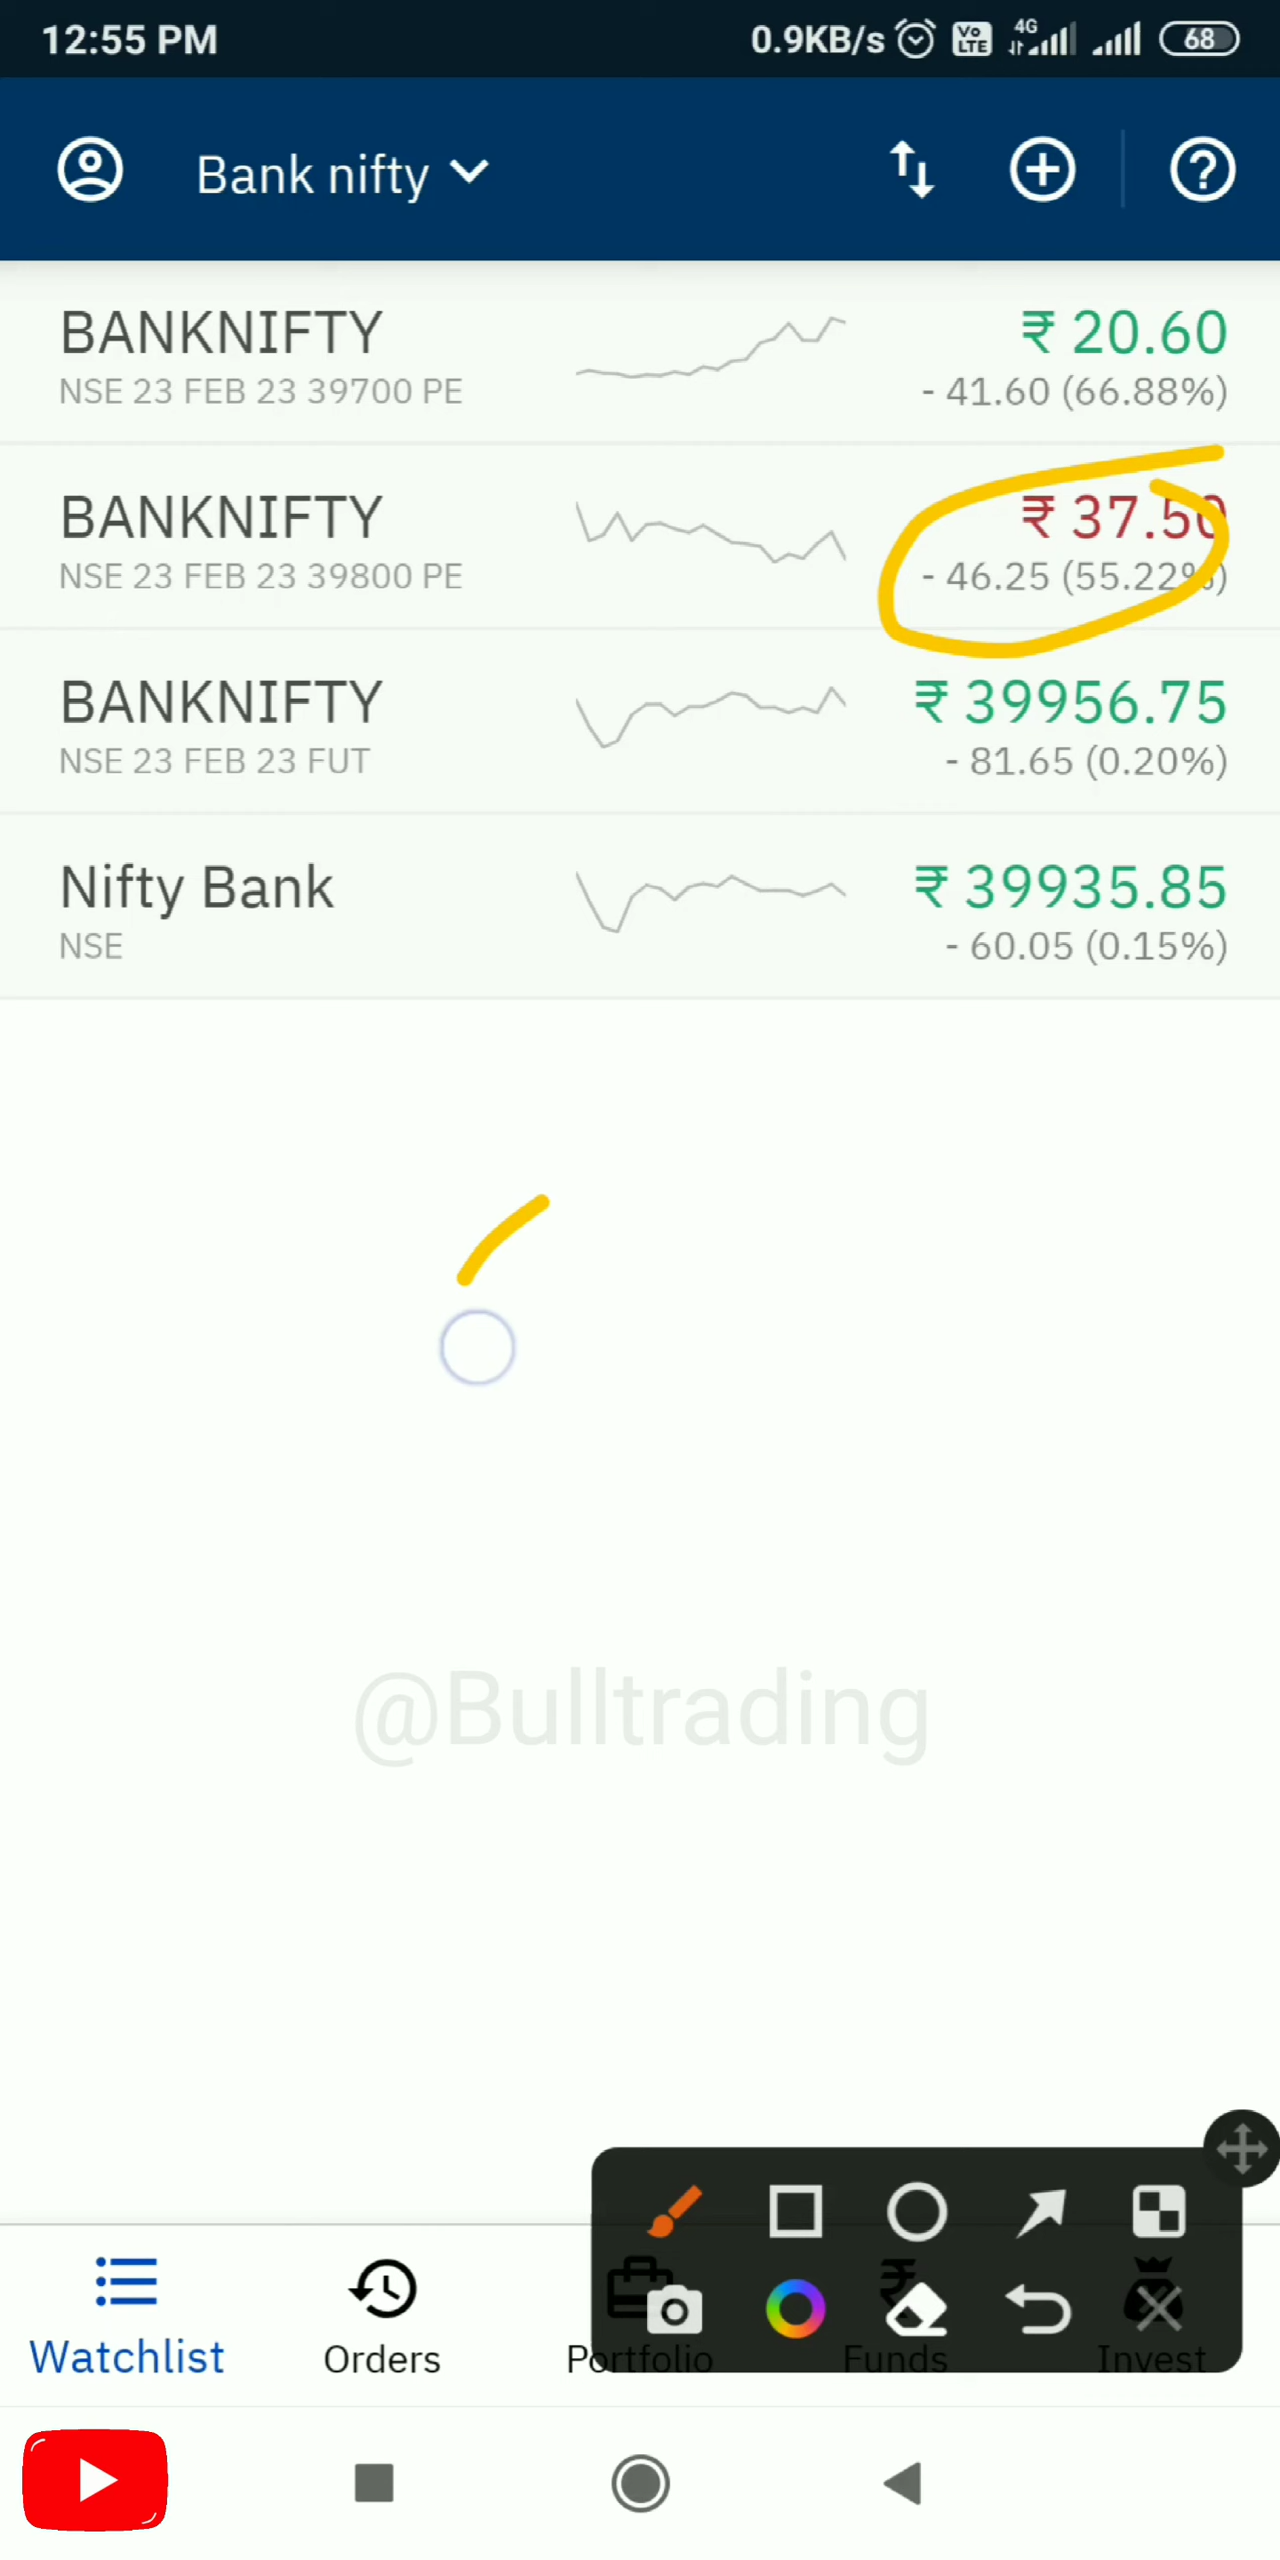 12:55 PM 0.9KB/s Vo LTE 4G 68
Bank nifty
BANKNIFTY ₹ 20.60
NSE 23 FEB 23 39700 PE - 41.60 (66.88%)
BANKNIFTY ₹ 37.50
NSE 23 FEB 23 39800 PE - 46.25 (55.22%)
BANKNIFTY ₹ 39956.75
NSE 23 FEB 23 FUT - 81.65 (0.20%)
Nifty Bank ₹ 39935.85
NSE - 60.05 (0.15%)
@Bulltrading
Watchlist Orders Portfolio Funds Invest